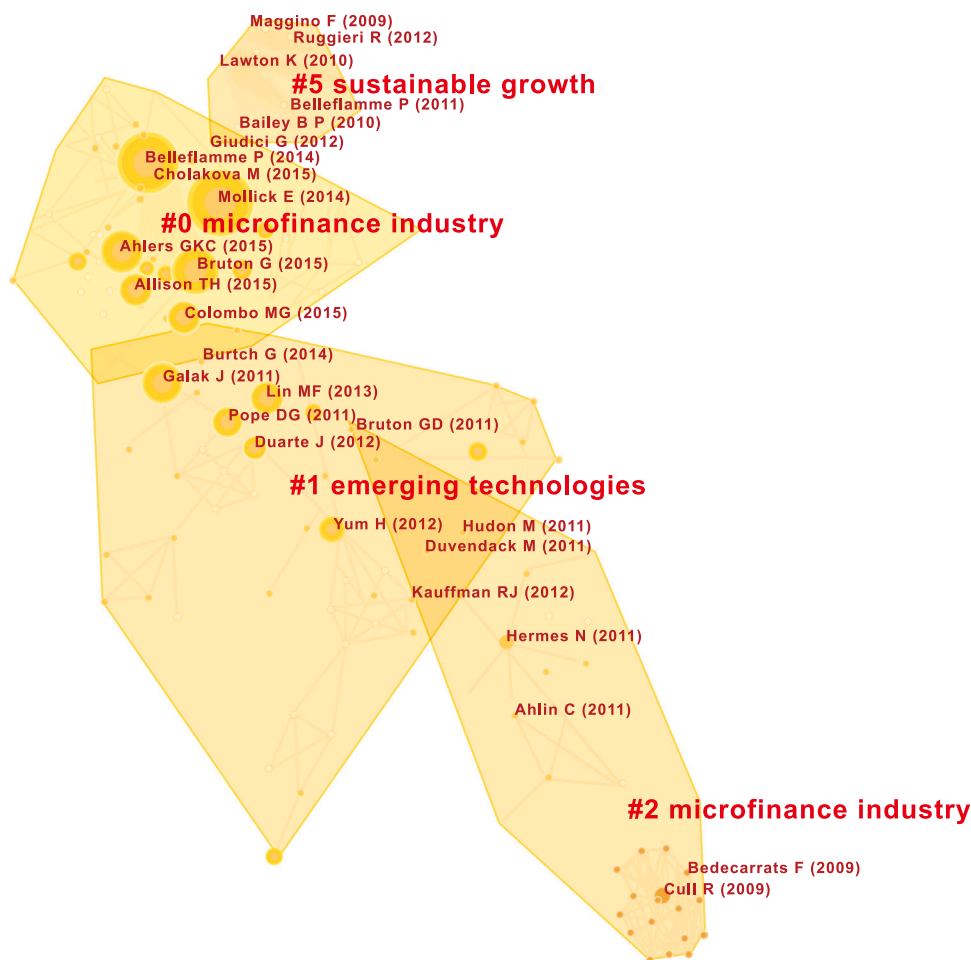 Maggino F (2009)
Ruggieri R (2012)
Lawton K (2010)
#5 sustainable growth
Belleflamme P (2011)
Bailey B P (2010)
Giudici G (2012)
Belleflamme P (2014)
Cholakova M (2015)
Mollick E (2014)
#0 microfinance industry
Ahlers GKC (2015)
Bruton G (2015)
Allison TH (2015)
Colombo MG (2015)
Burtch G (2014)
Galak J (2011)
Lin MF (2013)
Pope DG (2011)
Bruton GD (2011)
Duarte J (2012)
#1 emerging technologies
Yum H (2012)
Hudon M (2011)
Duvendack M (2011)
Kauffman RJ (2012)
Hermes N (2011)
Ahlin C (2011)
#2 microfinance industry
Bedecarrats F (2009)
Cull R (2009)